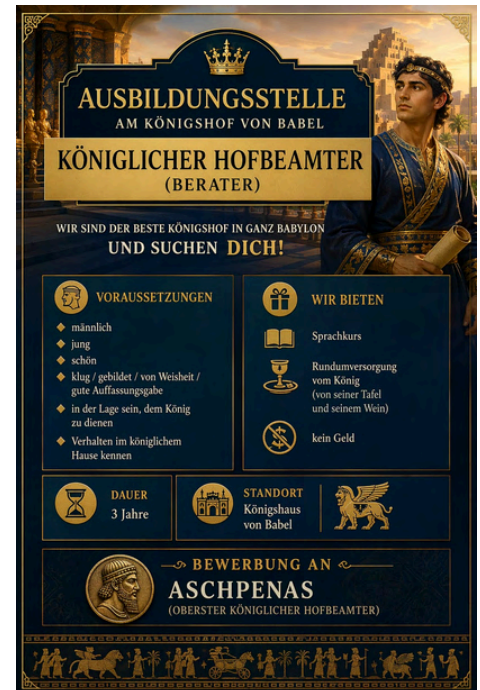 AUSBILDUNGSSTELLE
AM KÖNIGSHOF VON BABEL
KÖNIGLICHER HOFBEAMTER
(BERATER)
WIR SIND DER BESTE KÖNIGSHOF IN GANZ BABYLON
UND SUCHEN DICH!
VORAUSSETZUNGEN
männlich
jung
schön
klug / gebildet / von Weisheit /
gute Auffassungsgabe
in der Lage sein, dem König
zu dienen
Verhalten im königlichem
Hause kennen
WIR BIETEN
Sprachkurs
Rundumversorgung
vom König
(von seiner Tafel
und seinem Wein)
kein Geld
DAUER
3 Jahre
STANDORT
Königshaus
von Babel
BEWERBUNG AN
ASCHPENAS
(OBERSTER KÖNIGLICHER HOFBEAMTER)